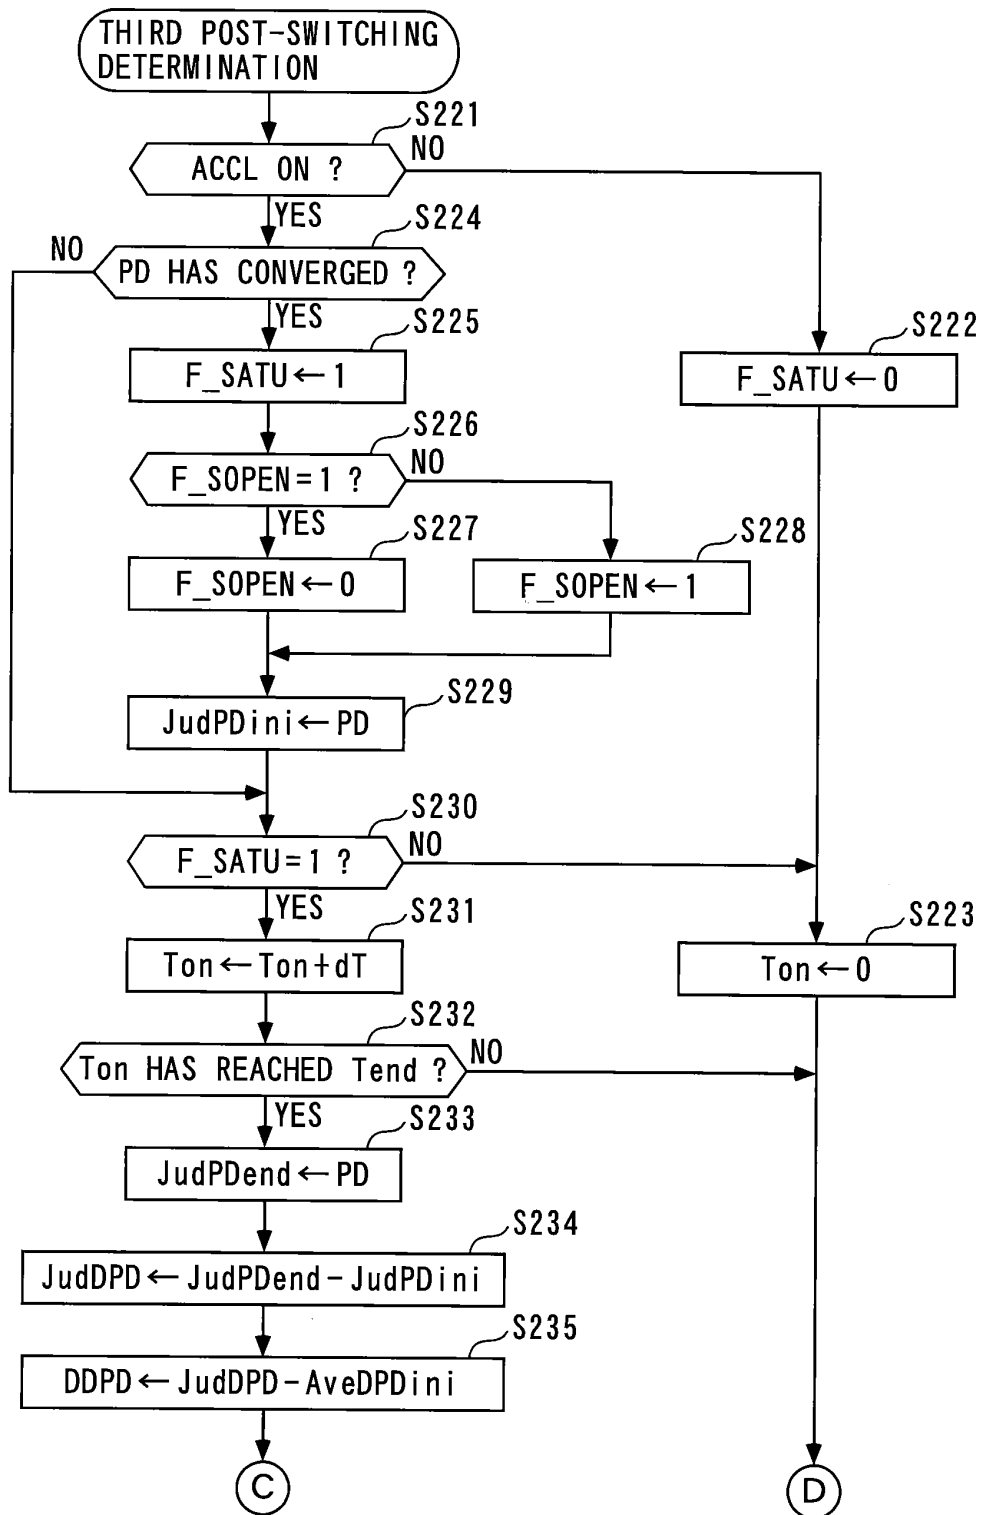 THIRD POST-SWITCHING
DETERMINATION
S221
ACCL ON ?
NO
YES
S224
NO
PD HAS CONVERGED ?
YES
S225
F_SATU←1
S222
F_SATU←0
S226
F_SOPEN=1 ?
NO
YES
S227
F_SOPEN←0
S228
F_SOPEN←1
S229
JudPDini←PD
S230
F_SATU=1 ?
NO
YES
S231
Ton←Ton+dT
S223
Ton←0
S232
Ton HAS REACHED Tend ?
NO
YES
S233
JudPDend←PD
S234
JudDPD←JudPDend-JudPDini
S235
DDPD←JudDPD-AveDPDini
C
D